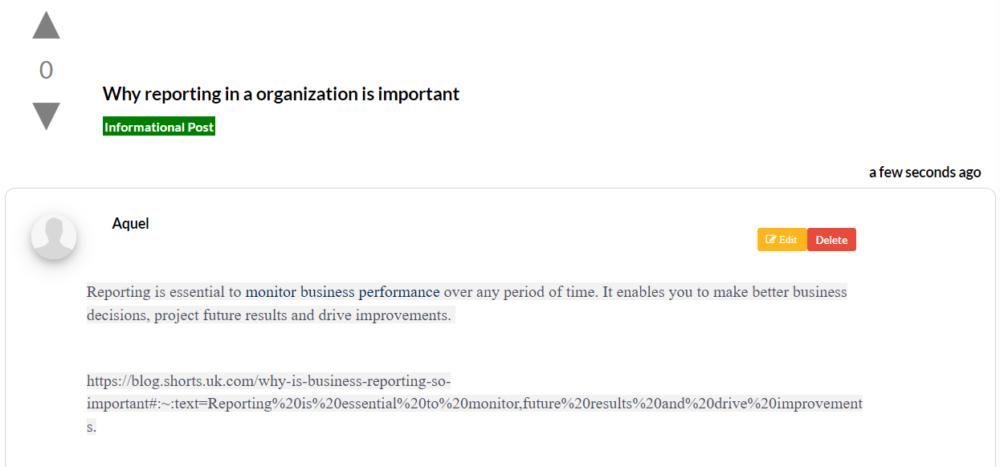 0
Why reporting in a organization is important
Informational Post
a few seconds ago
Aquel
Edit
Delete
Reporting is essential to monitor business performance over any period of time. It enables you to make better business
decisions, project future results and drive improvements.
https://blog.shorts.uk.com/why-is-business-reporting-so-
important#:~:text=Reporting%20is%20essential%20to%20monitor,future%20results%20and%20drive%20improvement
s.